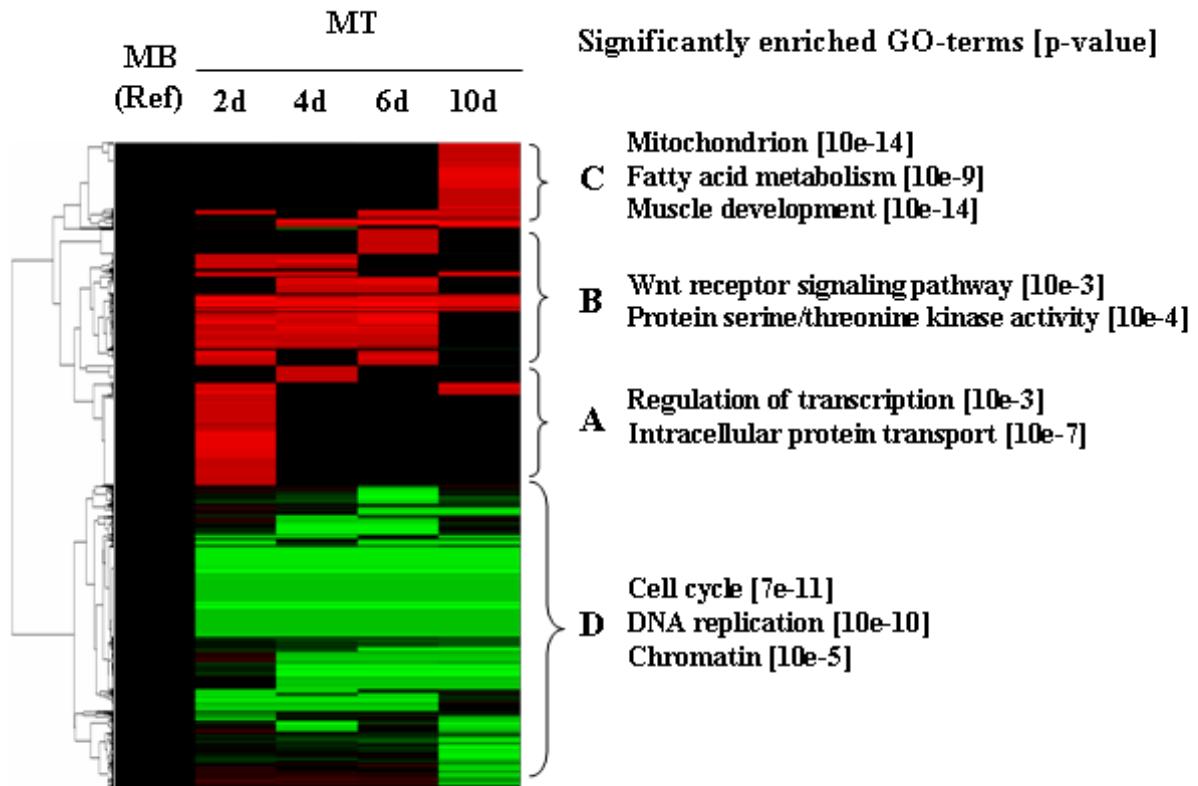 MT
Significantly enriched GO-terms [p-value]
MB
(Ref)
2d 4d 6d 10d
C
Mitochondrion [10e-14]
Fatty acid metabolism [10e-9]
Muscle development [10e-14]
B
Wnt receptor signaling pathway [10e-3]
Protein serine/threonine kinase activity [10e-4]
A
Regulation of transcription [10e-3]
Intracellular protein transport [10e-7]
D
Cell cycle [7e-11]
DNA replication [10e-10]
Chromatin [10e-5]